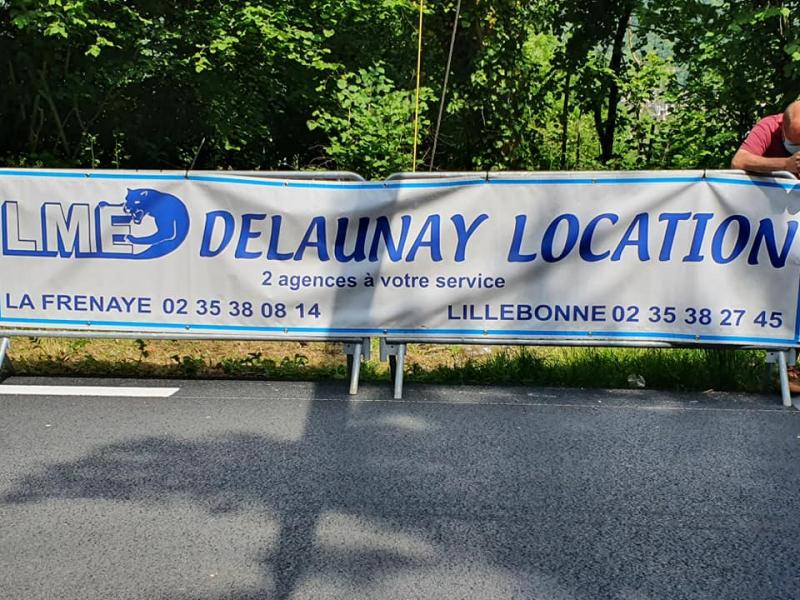 LME DELAUNAY LOCATION
2 agences à votre service
LA FRENAYE 02 35 38 08 14 LILLEBONNE 02 35 38 27 45